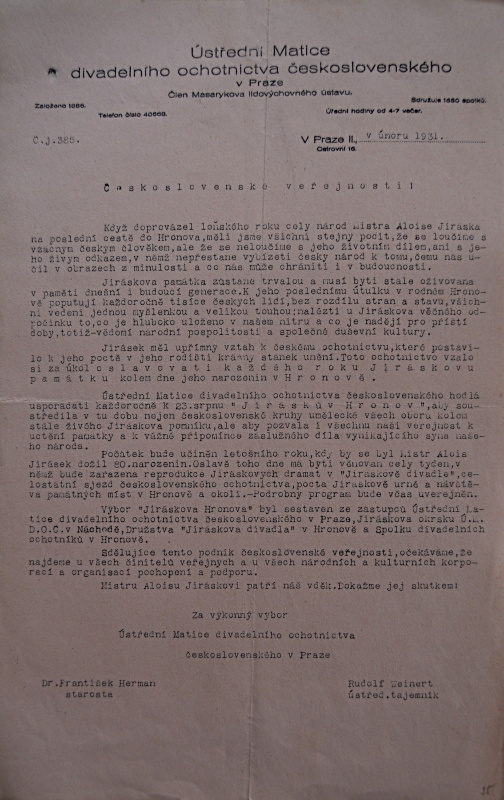 Ústřední Matice
divadelního ochotnictva československého
v Praze
Člen Masarykova lidovýchovného ústavu.
Založeno 1885. Sdružuje 1650 spolků.
Telefon číslo 40868. Úřední hodiny od 4-7 večer.
Č.j.385. V Praze II., v únoru 1931.
Ostrovní 16.
Československé veřejnosti!
Když doprovázel loňského roku celý národ Mistra Aloise Jiráska
na poslední cestě do Hronova, měli jsme všichni stejný pocit, že se loučíme s
vzácným českým člověkem, ale že se neloučíme s jeho životním dílem, ani s je-
ho živým odkazem, v němž nepřestane vybízeti český národ k tomu, čemu nás u-
čil v obrazech z minulosti a co nás může chrániti i v budoucnosti.
Jiráskova památka zůstane trvalou a musí býti stále oživována
v paměti dnešní i budoucí generace. K jeho poslednímu útulku v rodném Hrono-
vě poputují každoročně tisíce českých lidí, bez rozdílu stran a stavů, všich-
ni vedeni jednou myšlenkou a velikou touhou; nalézti u Jiráskova věčného od-
počinku to, co je hluboko uloženo v našem nitru a co je nadějí pro příští
doby, totiž-vědomí národní pospolitosti a společné duševní kultury.
Jirásek měl upřímný vztah k českému ochotnictvu, které postavi-
lo k jeho poctě v jeho rodišti krásný stánek umění. Toto ochotnictvo vzalo
si za úkol oslavovati každého roku Jiráskovu
památku kolem dne jeho narozenin v Hronově.
Ústřední Matice divadelního ochotnictva československého hodlá
uspořádati každoročně k 23. srpnu "Jiráskův Hronov", aby sou-
středila v tu dobu nejen československé kruhy umělecké všech oborů kolem
stále živého Jiráskova pomníku, ale aby pozvala i všechnu naši veřejnost k
uctění památky a k vážné připomínce záslužného díla vynikajícího syna naše-
ho národa.
Počátek bude učiněn letošního roku, kdy by se byl Mistr Alois
Jirásek dožil 80. narozenin. Oslavě toho dne má býti věnován celý týden, v
němž bude zařazena reprodukce Jiráskových dramat v "Jiráskově divadle", ce-
lostátní sjezd československého ochotnictva, pocta Jiráskově urně a návště-
va památných míst v Hronově a okolí.-Podrobný program bude včas uveřejněn.
Výbor "Jiráskova Hronova" byl sestaven ze zástupců Ústřední Ma-
tice divadelního ochotnictva československého v Praze, Jiráskova okrsku Ú.M.
D.O.Č. v Náchodě, Družstva "Jiráskova divadla" v Hronově a Spolku divadelních
ochotníků v Hronově.
Sdělujíce tento podnik československé veřejnosti, očekáváme, že
najdeme u všech činitelů veřejných a u všech národních a kulturních korpo-
rací a organisací pochopení a podporu.
Mistru Aloisu Jiráskovi patří náš vděk. Dokažme jej skutkem!
Za výkonný výbor
Ústřední Matice divadelního ochotnictva
československého v Praze
Dr. František Herman Rudolf Weinert
starosta ústřed. tajemník